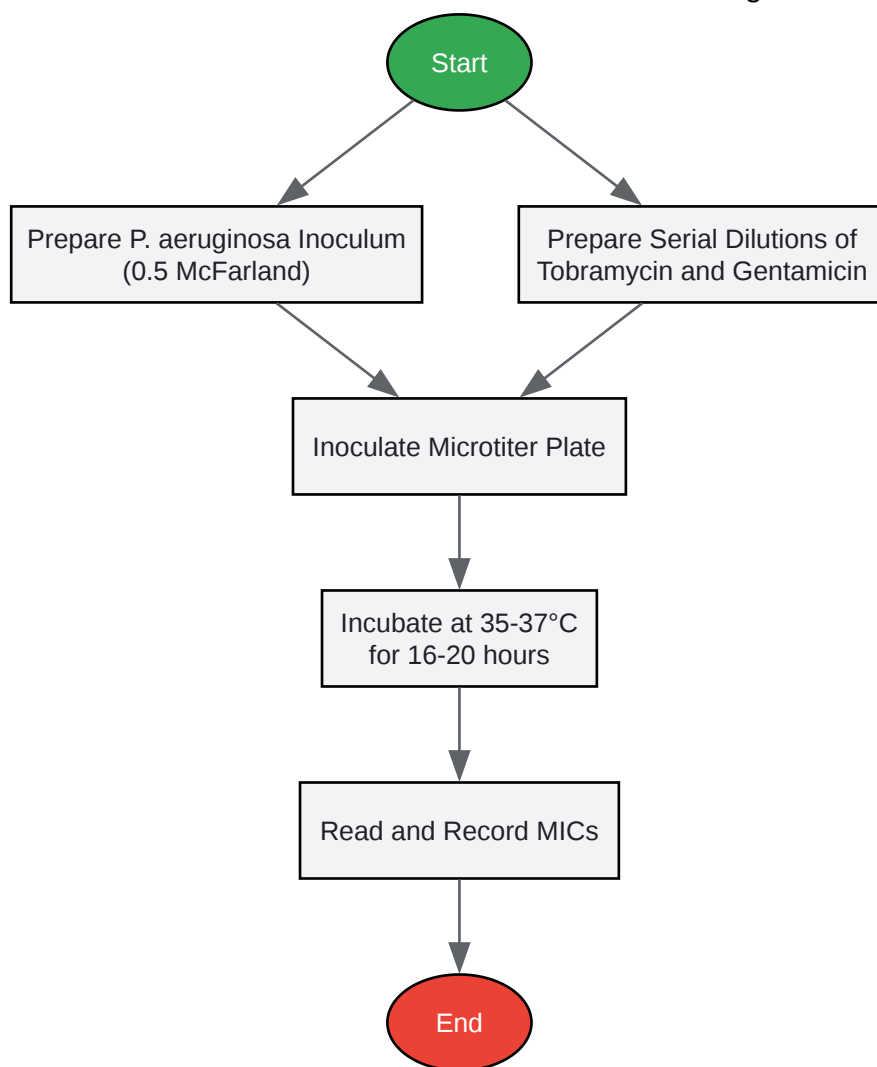 Start
Prepare P. aeruginosa Inoculum
(0.5 McFarland)
Prepare Serial Dilutions of
Tobramycin and Gentamicin
Inoculate Microtiter Plate
Incubate at 35-37°C
for 16-20 hours
Read and Record MICs
End